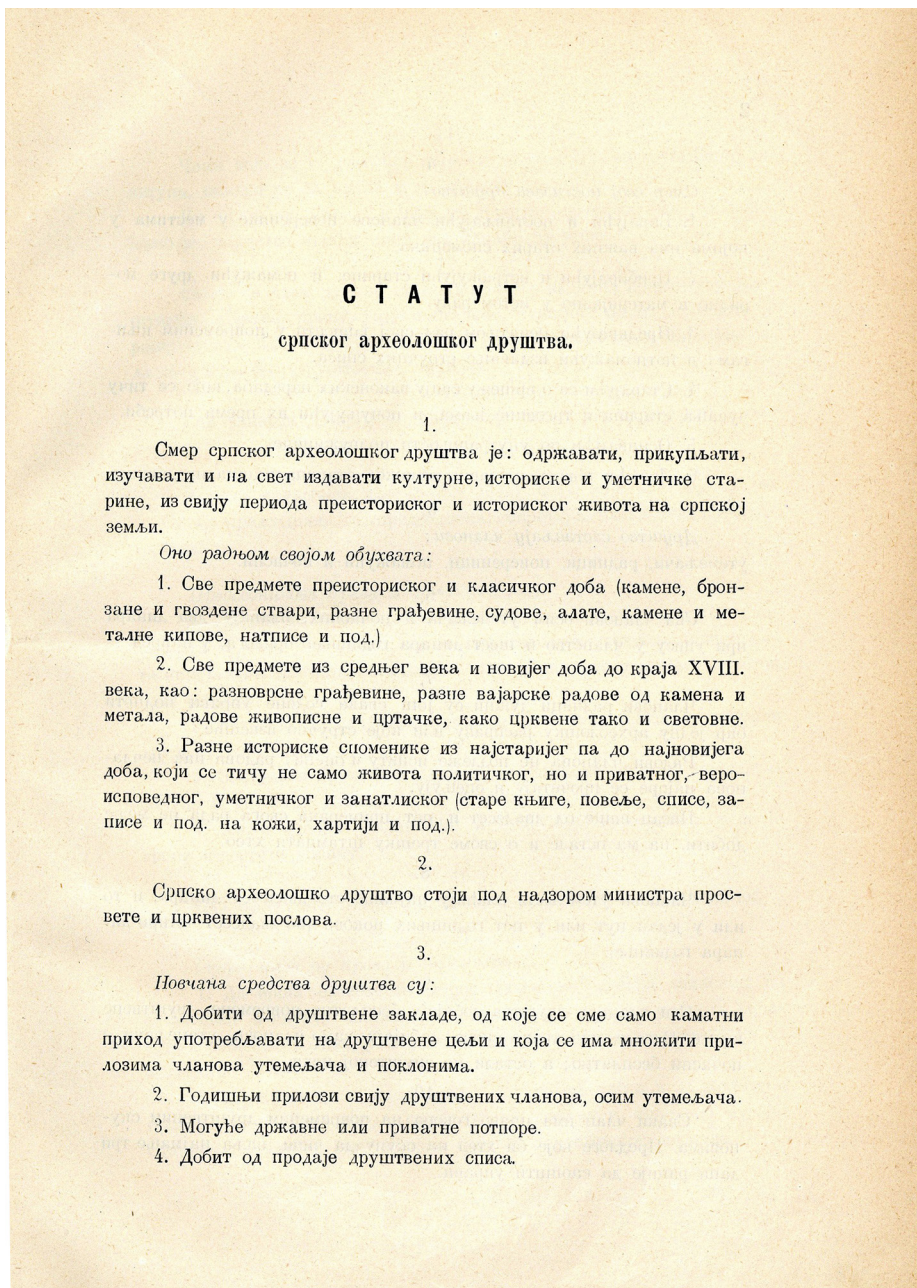 СТАТУТ
српског археолошког друштва.
1.
Смер српског археолошког друштва је: одржавати, прикупљати,
изучавати и на свет издавати културне, историске и уметничке ста-
рине, из свију периода преисториског и историског живота на српској
земљи.
Оно радњом својом обухвата:
1. Све предмете преисториског и класичког доба (камене, брон-
зане и гвоздене ствари, разне грађевине, судове, алате, камене и ме-
талне кипове, натписе и под.)
2. Све предмете из средњег века и новијег доба до краја XVIII.
века, као: разноврсне грађевине, разне вајарске радове од камена и
метала, радове живописне и цртачке, како црквене тако и световне.
3. Разне историске споменике из најстаријег па до најновијега
доба, који се тичу не само живота политичког, но и приватног, веро-
исповедног, уметничког и занатлиског (старе књиге, повеље, списе, за-
писе и под. на кожи, хартији и под.).
2.
Српско археолошко друштво стоји под надзором министра прос-
вете и црквених послова.
3.
Новчана средства друштва су:
1. Добити од друштвене закладе, од које се сме само каматни
приход употребљавати на друштвене цељи и која се има множити при-
лозима чланова утемељача и поклонима.
2. Годишњи прилози свију друштвених чланова, осим утемељача.
3. Могуће државне или приватне потпоре.
4. Добит од продаје друштвених списа.